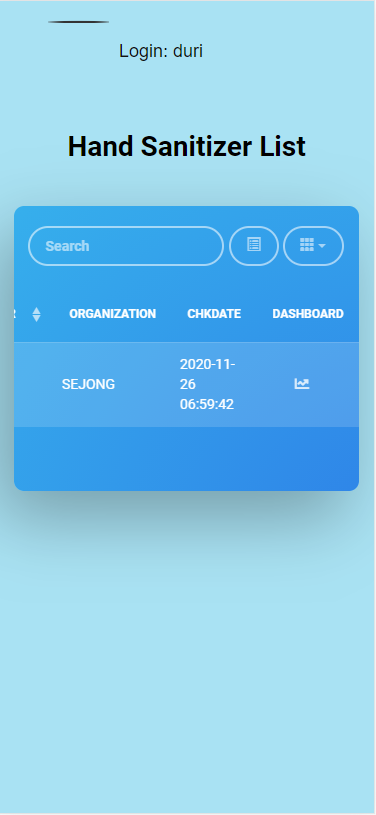 Login: duri
Hand Sanitizer List
Search
ORGANIZATION CHKDATE DASHBOARD
SEJONG
2020-11-
26
06:59:42